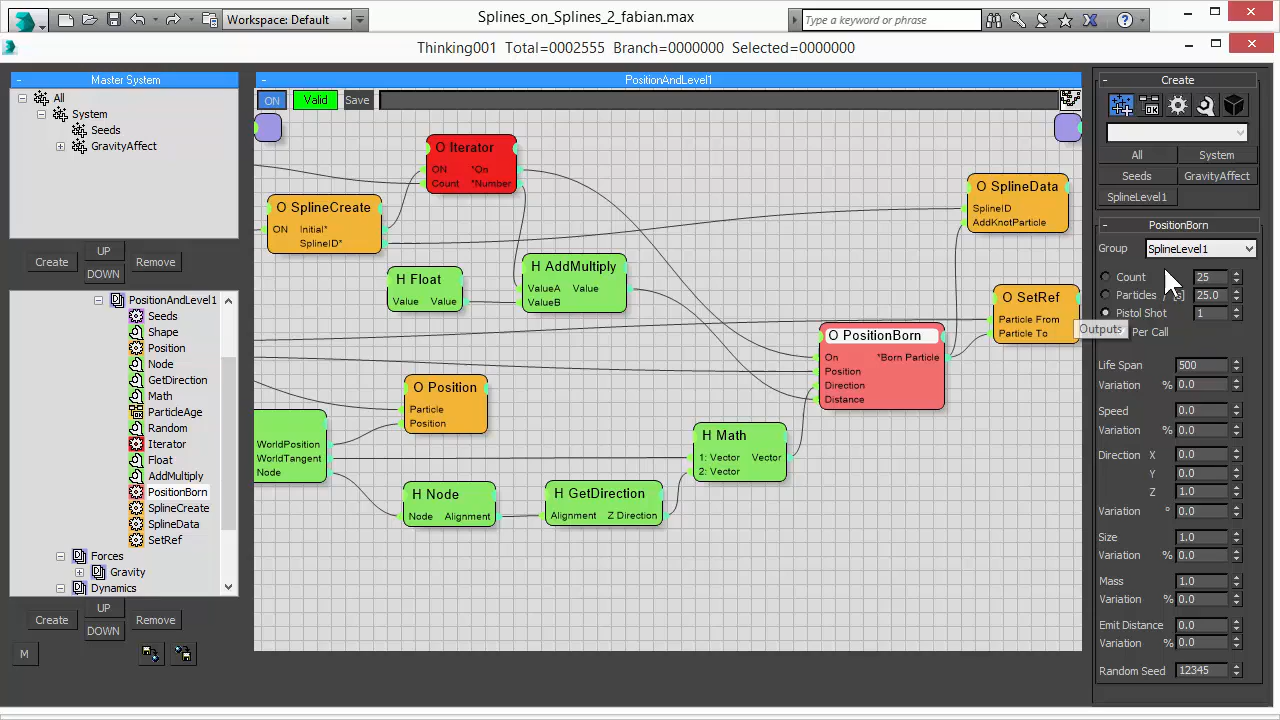 Workspace: Default
Splines_on_Splines_2_fabian.max
Type a keyword or phrase
Thinking001 Total=0002555 Branch=0000000 Selected=0000000
Master System
All
System
Seeds
GravityAffect
Create
UP
DOWN
Remove
PositionAndLevel1
Seeds
Shape
Position
Node
GetDirection
Math
ParticleAge
Random
Iterator
Float
AddMultiply
PositionBorn
SplineCreate
SplineData
SetRef
Forces
Gravity
Dynamics
Create
UP
DOWN
Remove
M
PositionAndLevel1
ON
Valid
Save
O Iterator
ON *On
Count *Number
O SplineCreate
ON Initial*
SplineID*
H Float
Value Value
H AddMultiply
ValueA Value
ValueB
O SplineData
SplineID
AddKnotParticle
O SetRef
Particle From
Particle To
Outputs
O PositionBorn
On *Born Particle
Position
Direction
Distance
O Position
Particle
Position
WorldPosition
WorldTangent
Node
H Math
1: Vector Vector
2: Vector
H Node
Node Alignment
H GetDirection
Alignment Z Direction
Create
All System
Seeds GravityAffect
SplineLevel1
PositionBorn
Group SplineLevel1
Count 25
Particles / [s] 25.0
Pistol Shot 1
Per Call
Life Span 500
Variation % 0.0
Speed 0.0
Variation % 0.0
Direction X 0.0
Y 0.0
Z 1.0
Variation ° 0.0
Size 1.0
Variation % 0.0
Mass 1.0
Variation % 0.0
Emit Distance 0.0
Variation % 0.0
Random Seed 12345